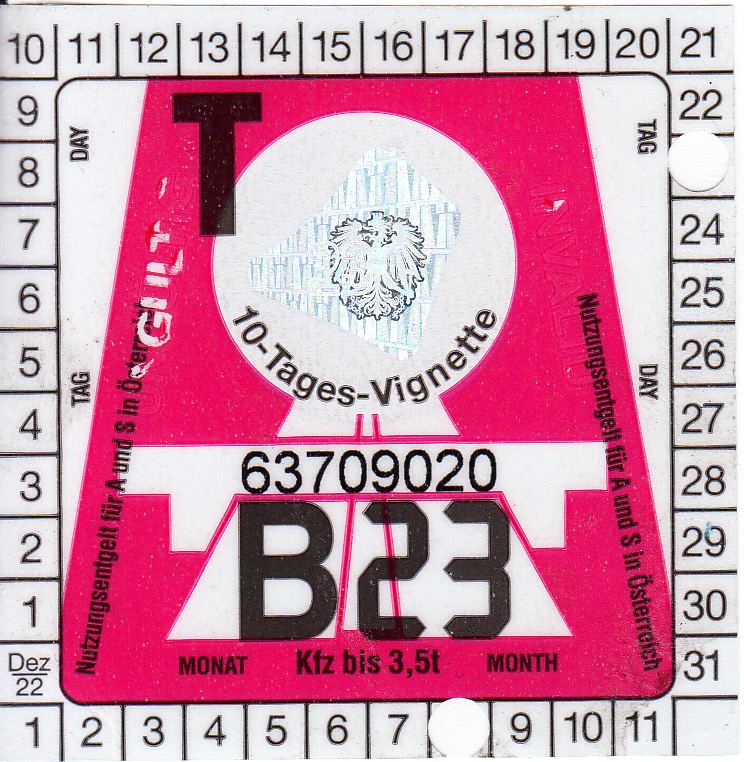 10 11 12 13 14 15 16 17 18 19 20 21
9
8
7
6
5
4
3
2
1
Dez
22
22
24
25
26
27
28
29
30
31
1 2 3 4 5 6 7 9 10 11
DAY
TAG
TAG
DAY
T
UNGÜLTIG
INVALID
10-Tages-Vignette
Nutzungsentgelt für A und S in Österreich
Nutzungsentgelt für A und S in Österreich
63709020
B23
MONAT Kfz bis 3,5t MONTH